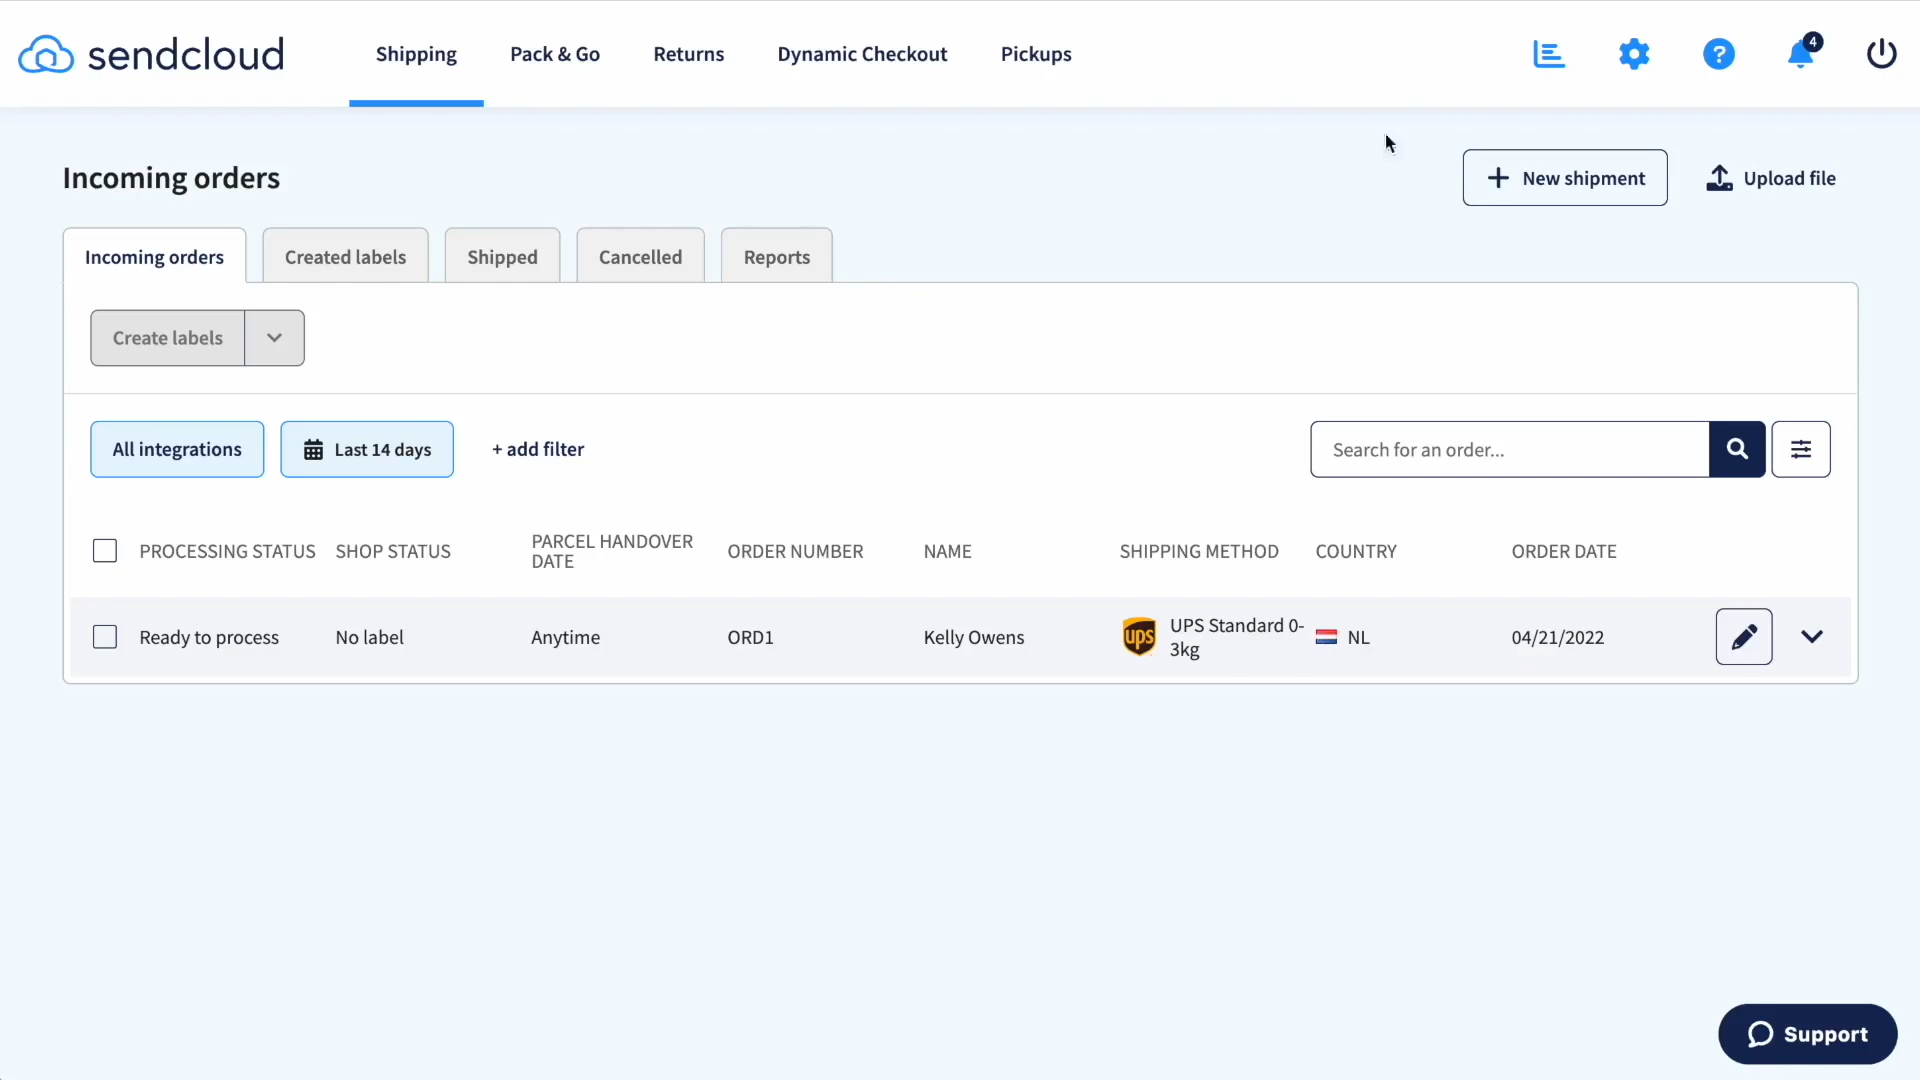 sendcloud
Shipping
Pack & Go
Returns
Dynamic Checkout
Pickups
4
Incoming orders
New shipment
Upload file
Incoming orders
Created labels
Shipped
Cancelled
Reports
Create labels
All integrations
Last 14 days
+ add filter
Search for an order...
PROCESSING STATUS
SHOP STATUS
PARCEL HANDOVER
DATE
ORDER NUMBER
NAME
SHIPPING METHOD
COUNTRY
ORDER DATE
Ready to process
No label
Anytime
ORD1
Kelly Owens
ups
UPS Standard 0-
3kg
NL
04/21/2022
Support